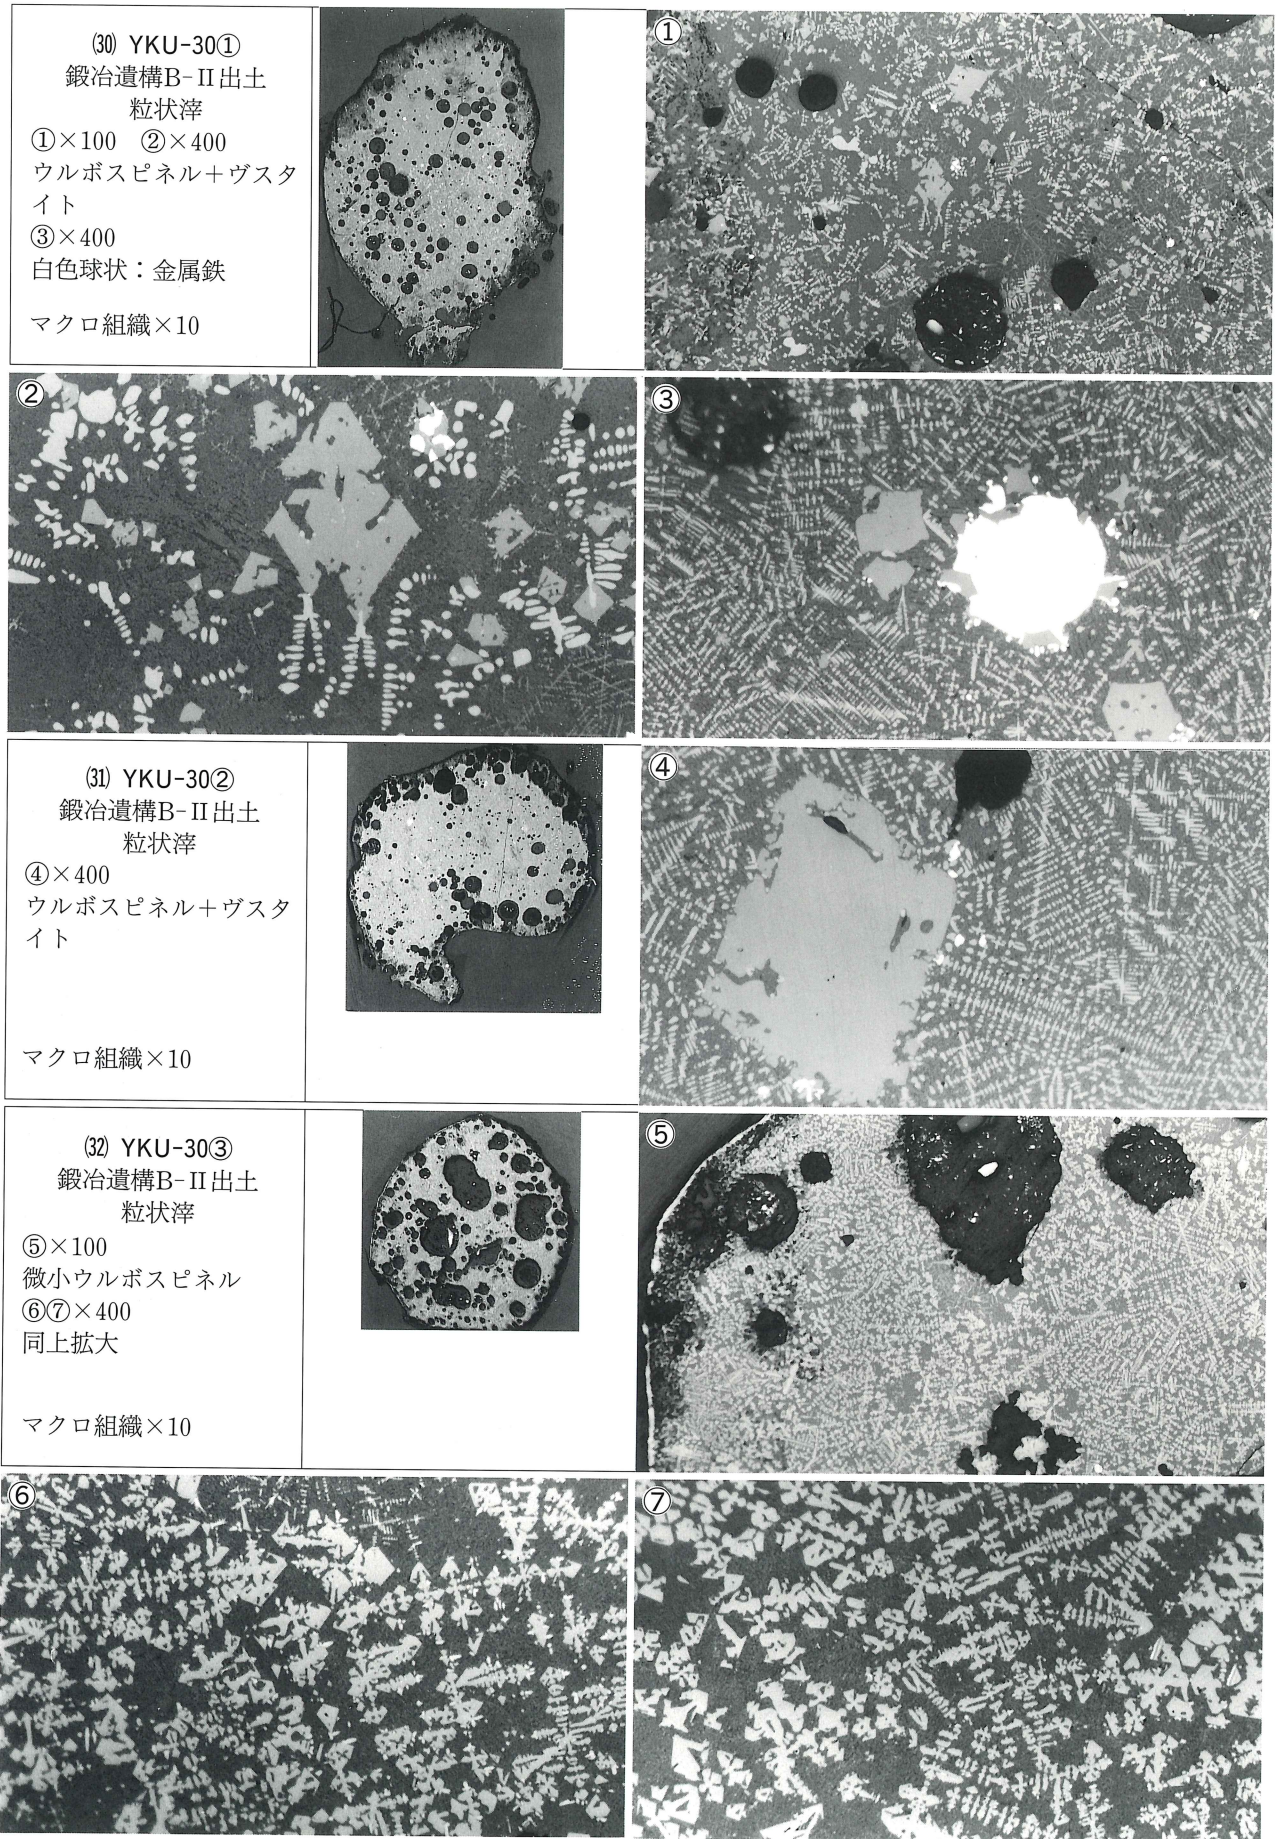 (30) YKU-30①
鍛冶遺構B-Ⅱ出土
粒状滓
①×100 ②×400
ウルボスピネル＋ヴスタ
イト
③×400
白色球状：金属鉄
マクロ組織×10
①
②
③
(31) YKU-30②
鍛冶遺構B-Ⅱ出土
粒状滓
④×400
ウルボスピネル＋ヴスタ
イト
マクロ組織×10
④
(32) YKU-30③
鍛冶遺構B-Ⅱ出土
粒状滓
⑤×100
微小ウルボスピネル
⑥⑦×400
同上拡大
マクロ組織×10
⑤
⑥
⑦